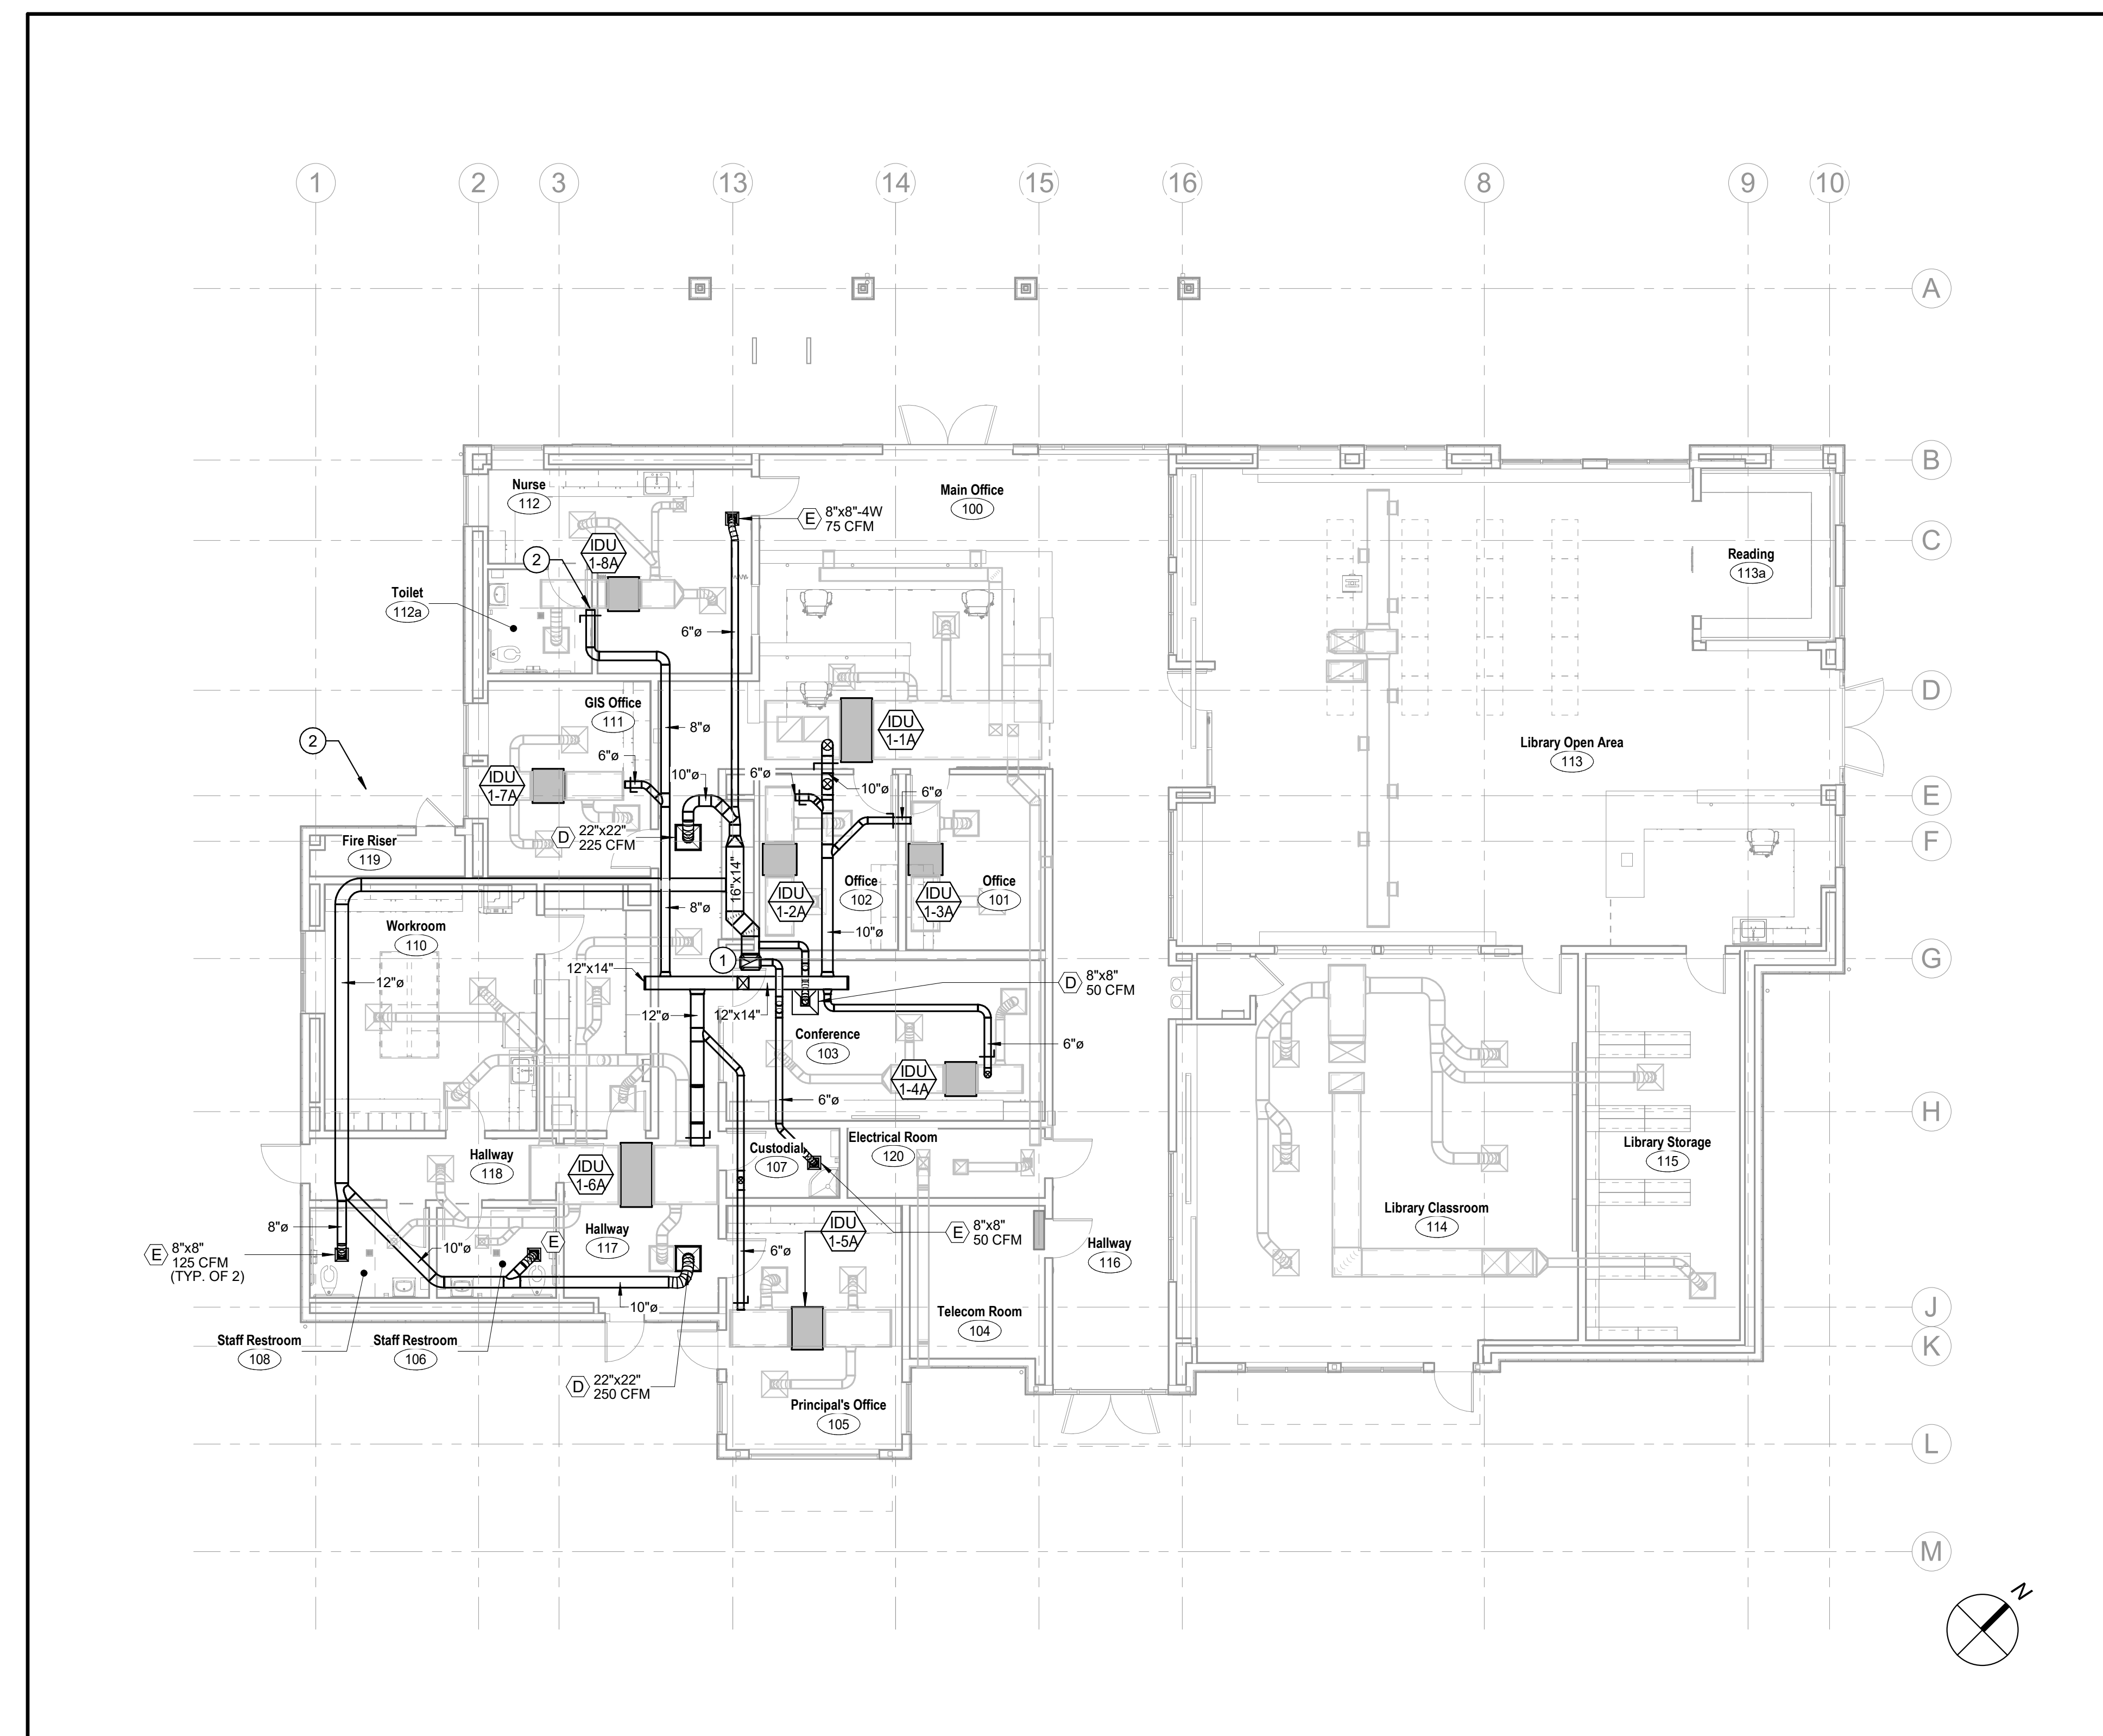 1 2 3 13 14 15 16 8 9 10
A
B
Nurse
112
Main Office
100
E 8"x8"-4W
75 CFM
C
IDU
1-8A
2
Reading
113a
Toilet
112a
6"ø
D
GIS Office
111
8"ø
IDU
1-1A
2
Library Open Area
113
6"ø
IDU
1-7A
10"ø
6"ø
10"ø
6"ø
E
D 22"x22"
225 CFM
Fire Riser
119
F
16"x14"
IDU
1-2A
Office
102
IDU
1-3A
Office
101
8"ø
Workroom
110
10"ø
1
G
12"x14"
12"ø
D 8"x8"
50 CFM
12"ø
12"x14"
Conference
103
6"ø
IDU
1-4A
6"ø
H
Custodial
107
Electrical Room
120
Library Storage
115
Hallway
118
IDU
1-6A
Library Classroom
114
8"ø
Hallway
117
IDU
1-5A
E 8"x8"
50 CFM
Hallway
116
E 8"x8"
125 CFM
(TYP. OF 2)
10"ø
E
6"ø
10"ø
Telecom Room
104
J
Staff Restroom
108
Staff Restroom
106
K
D 22"x22"
250 CFM
Principal's Office
105
L
M
N